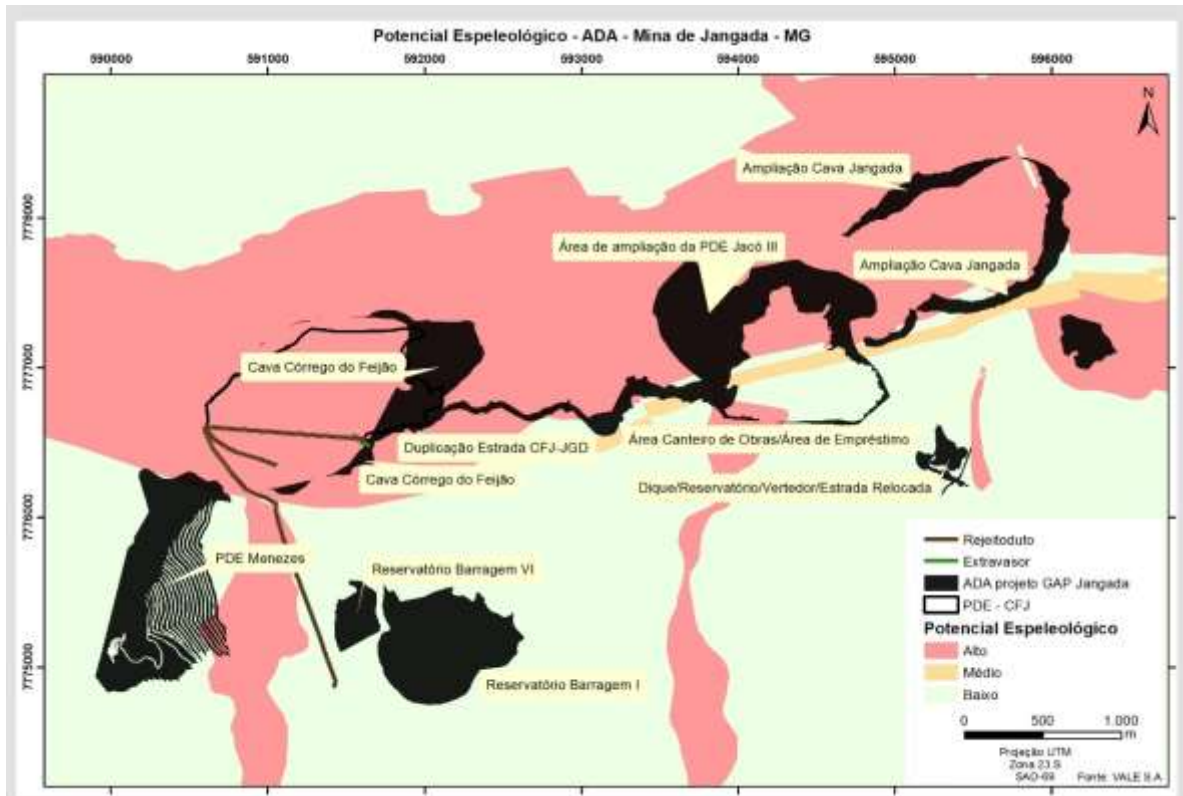 Potencial Espeleológico - ADA - Mina de Jangada - MG
590000 591000 592000 593000 594000 595000 596000
N
Ampliação Cava Jangada
7778000
Área de ampliação da PDE Jacó III
Ampliação Cava Jangada
7777000
Cava Córrego do Feijão
Duplicação Estrada CFJ-JGD
Área Canteiro de Obras/Área de Empréstimo
Cava Córrego do Feijão
Dique/Reservatório/Vertedor/Estrada Relocada
7776000
PDE Menezes
Reservatório Barragem VI
Reservatório Barragem I
7775000
Rejeitoduto
Extravasor
ADA projeto GAP Jangada
PDE - CFJ
Potencial Espeleológico
Alto
Médio
Baixo
0 500 1.000
m
Projeção UTM
Zona 23 S
SAD-69 Fonte: VALE S.A